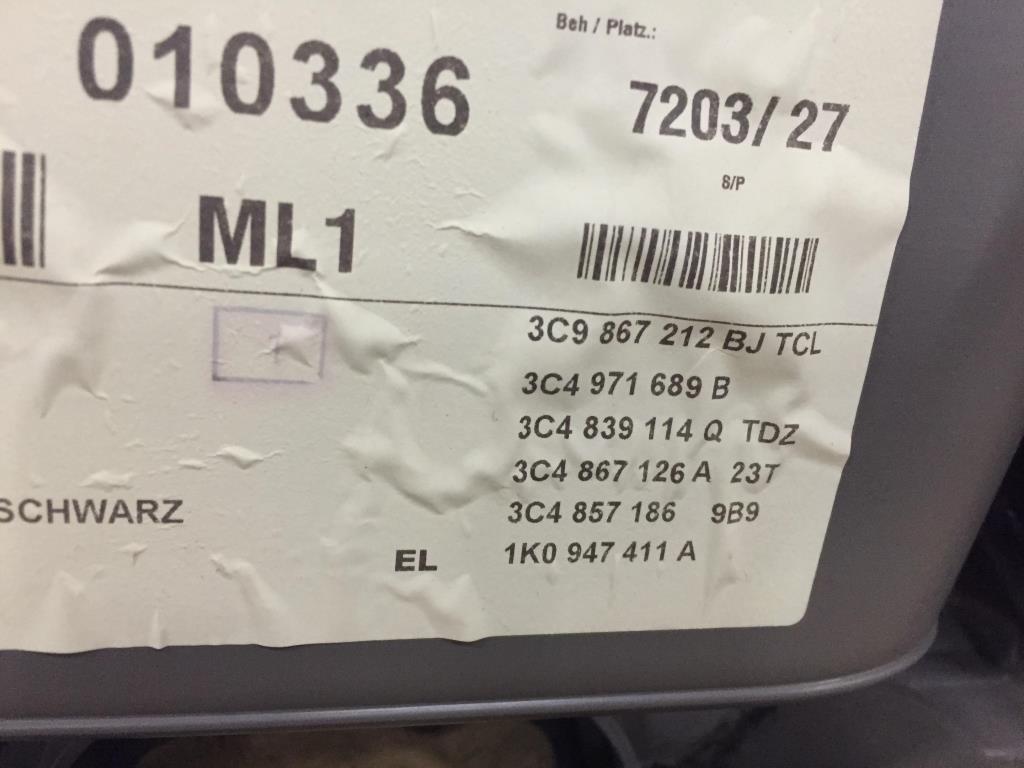 010336
Beh / Platz.:
7203/ 27
S/P
ML1
3C9 867 212 BJ TCL
3C4 971 689 B
3C4 839 114 Q TDZ
3C4 867 126 A 23T
SCHWARZ
3C4 857 186 9B9
EL 1K0 947 411 A